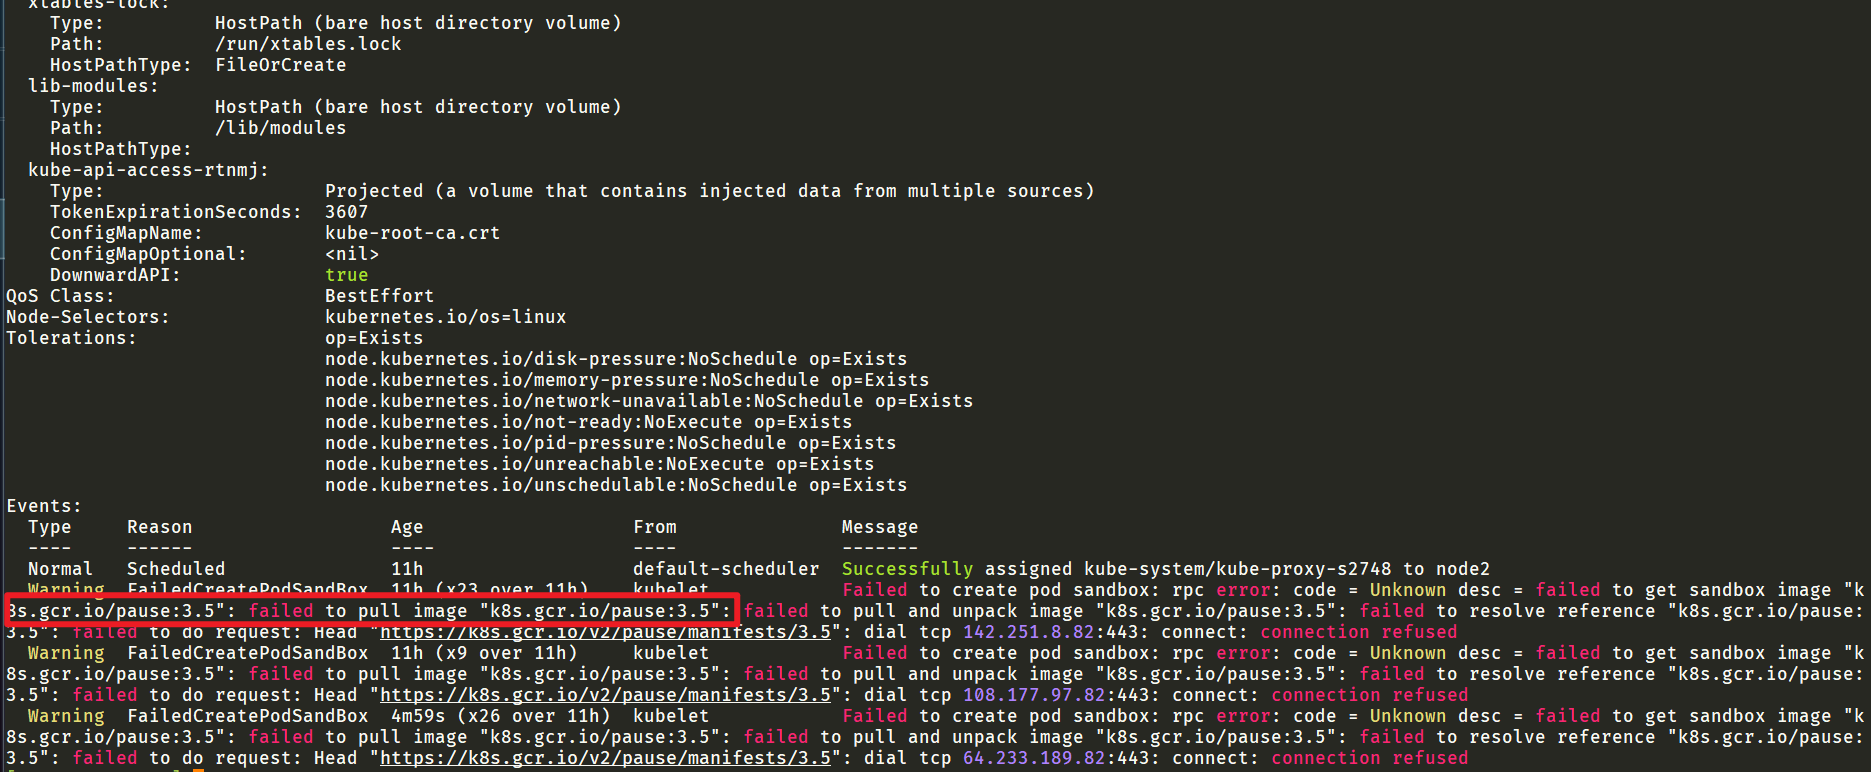 xtables-lock:
Type: HostPath (bare host directory volume)
Path: /run/xtables.lock
HostPathType: FileOrCreate
lib-modules:
Type: HostPath (bare host directory volume)
Path: /lib/modules
HostPathType:
kube-api-access-rtnmj:
Type: Projected (a volume that contains injected data from multiple sources)
TokenExpirationSeconds: 3607
ConfigMapName: kube-root-ca.crt
ConfigMapOptional: <nil>
DownwardAPI: true
QoS Class: BestEffort
Node-Selectors: kubernetes.io/os=linux
Tolerations: op=Exists
node.kubernetes.io/disk-pressure:NoSchedule op=Exists
node.kubernetes.io/memory-pressure:NoSchedule op=Exists
node.kubernetes.io/network-unavailable:NoSchedule op=Exists
node.kubernetes.io/not-ready:NoExecute op=Exists
node.kubernetes.io/pid-pressure:NoSchedule op=Exists
node.kubernetes.io/unreachable:NoExecute op=Exists
node.kubernetes.io/unschedulable:NoSchedule op=Exists
Events:
Type Reason Age From Message
---- ------ ---- ---- -------
Normal Scheduled 11h default-scheduler Successfully assigned kube-system/kube-proxy-s2748 to node2
Warning FailedCreatePodSandBox 11h (x23 over 11h) kubelet Failed to create pod sandbox: rpc error: code = Unknown desc = failed to get sandbox image "k
8s.gcr.io/pause:3.5": failed to pull image "k8s.gcr.io/pause:3.5": failed to pull and unpack image "k8s.gcr.io/pause:3.5": failed to resolve reference "k8s.gcr.io/pause:
3.5": failed to do request: Head "https://k8s.gcr.io/v2/pause/manifests/3.5": dial tcp 142.251.8.82:443: connect: connection refused
Warning FailedCreatePodSandBox 11h (x9 over 11h) kubelet Failed to create pod sandbox: rpc error: code = Unknown desc = failed to get sandbox image "k
8s.gcr.io/pause:3.5": failed to pull image "k8s.gcr.io/pause:3.5": failed to pull and unpack image "k8s.gcr.io/pause:3.5": failed to resolve reference "k8s.gcr.io/pause:
3.5": failed to do request: Head "https://k8s.gcr.io/v2/pause/manifests/3.5": dial tcp 108.177.97.82:443: connect: connection refused
Warning FailedCreatePodSandBox 4m59s (x26 over 11h) kubelet Failed to create pod sandbox: rpc error: code = Unknown desc = failed to get sandbox image "k
8s.gcr.io/pause:3.5": failed to pull image "k8s.gcr.io/pause:3.5": failed to pull and unpack image "k8s.gcr.io/pause:3.5": failed to resolve reference "k8s.gcr.io/pause:
3.5": failed to do request: Head "https://k8s.gcr.io/v2/pause/manifests/3.5": dial tcp 64.233.189.82:443: connect: connection refused